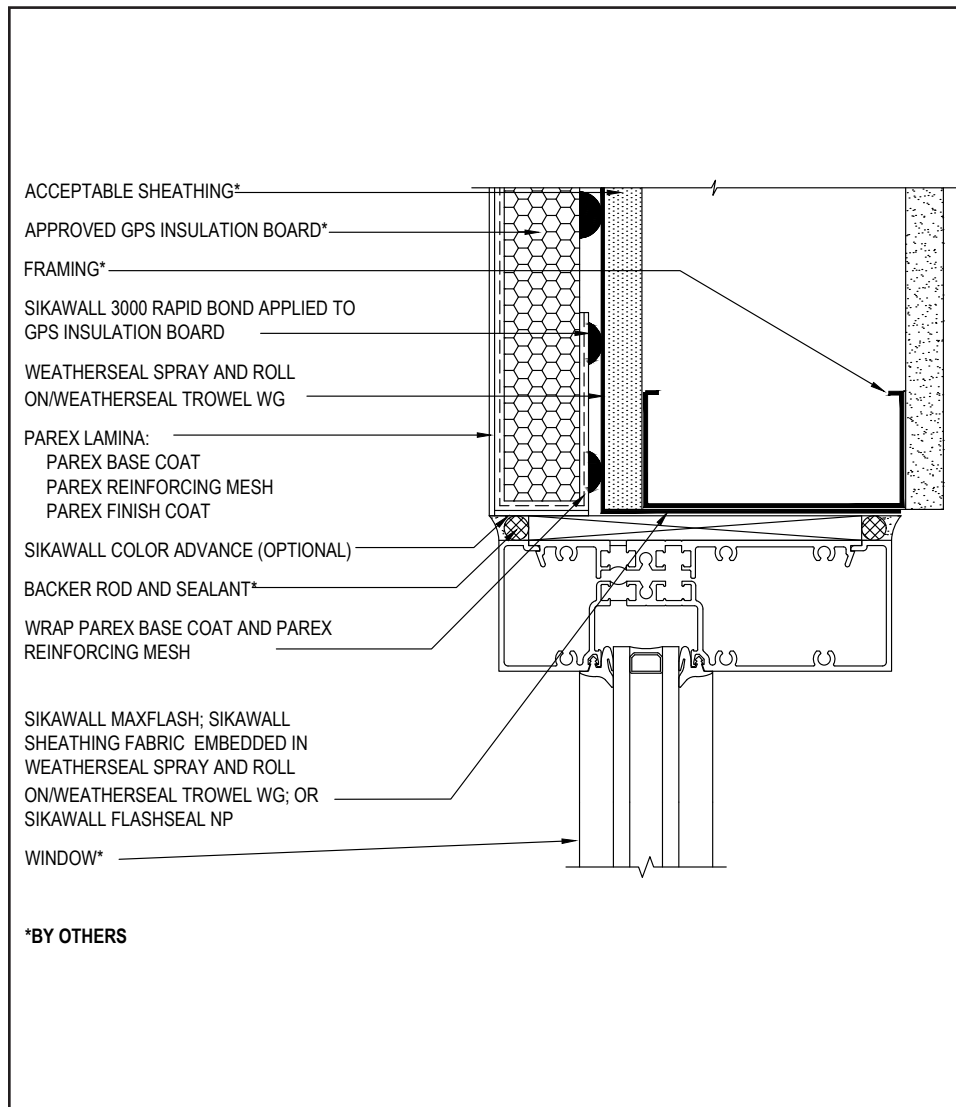 ACCEPTABLE SHEATHING*
APPROVED GPS INSULATION BOARD*
FRAMING*
SIKAWALL 3000 RAPID BOND APPLIED TO
GPS INSULATION BOARD
WEATHERSEAL SPRAY AND ROLL
ON/WEATHERSEAL TROWEL WG
PAREX LAMINA:
PAREX BASE COAT
PAREX REINFORCING MESH
PAREX FINISH COAT
SIKAWALL COLOR ADVANCE (OPTIONAL)
BACKER ROD AND SEALANT*
WRAP PAREX BASE COAT AND PAREX
REINFORCING MESH
SIKAWALL MAXFLASH; SIKAWALL
SHEATHING FABRIC EMBEDDED IN
WEATHERSEAL SPRAY AND ROLL
ON/WEATHERSEAL TROWEL WG; OR
SIKAWALL FLASHSEAL NP
WINDOW*
*BY OTHERS